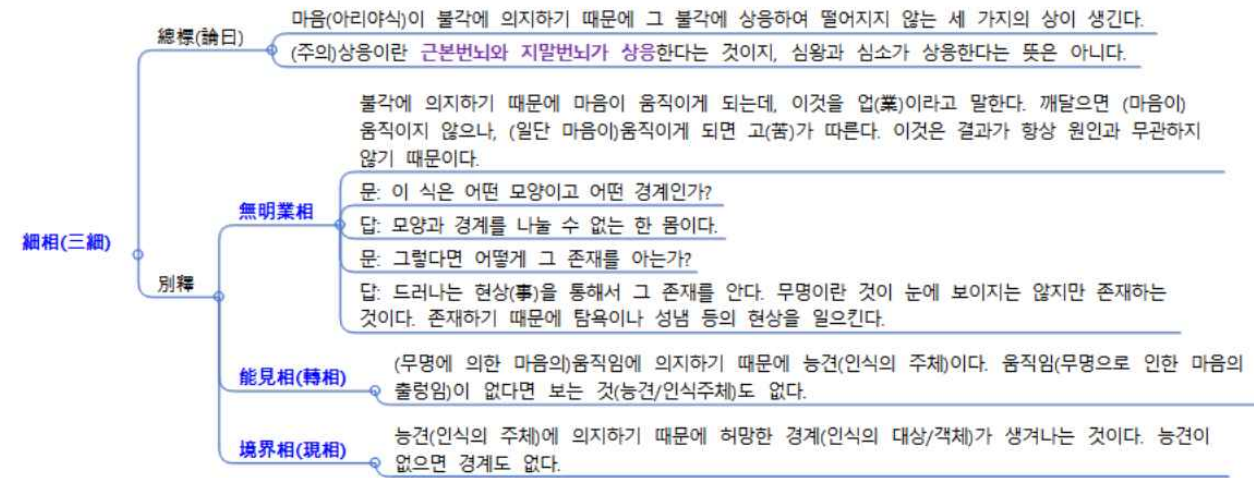 總標(論曰)
마음(아리야식)이 불각에 의지하기 때문에 그 불각에 상응하여 떨어지지 않는 세 가지의 상이 생긴다.
(주의)상응이란 근본번뇌와 지말번뇌가 상응한다는 것이지, 심왕과 심소가 상응한다는 뜻은 아니다.
細相(三細)
別釋
無明業相
불각에 의지하기 때문에 마음이 움직이게 되는데, 이것을 업(業)이라고 말한다. 깨달으면 (마음이)
움직이지 않으나, (일단 마음이)움직이게 되면 고(苦)가 따른다. 이것은 결과가 항상 원인과 무관하지
않기 때문이다.
문: 이 식은 어떤 모양이고 어떤 경계인가?
답: 모양과 경계를 나눌 수 없는 한 몸이다.
문: 그렇다면 어떻게 그 존재를 아는가?
답: 드러나는 현상(事)을 통해서 그 존재를 안다. 무명이란 것이 눈에 보이지는 않지만 존재하는
것이다. 존재하기 때문에 탐욕이나 성냄 등의 현상을 일으킨다.
能見相(轉相)
(무명에 의한 마음의)움직임에 의지하기 때문에 능견(인식의 주체)이다. 움직임(무명으로 인한 마음의
출렁임)이 없다면 보는 것(능견/인식주체)도 없다.
境界相(現相)
능견(인식의 주체)에 의지하기 때문에 허망한 경계(인식의 대상/객체)가 생겨나는 것이다. 능견이
없으면 경계도 없다.